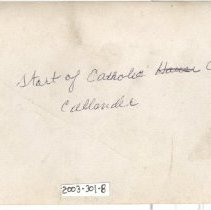 Start of Catholic C
Callander
2003-301-8